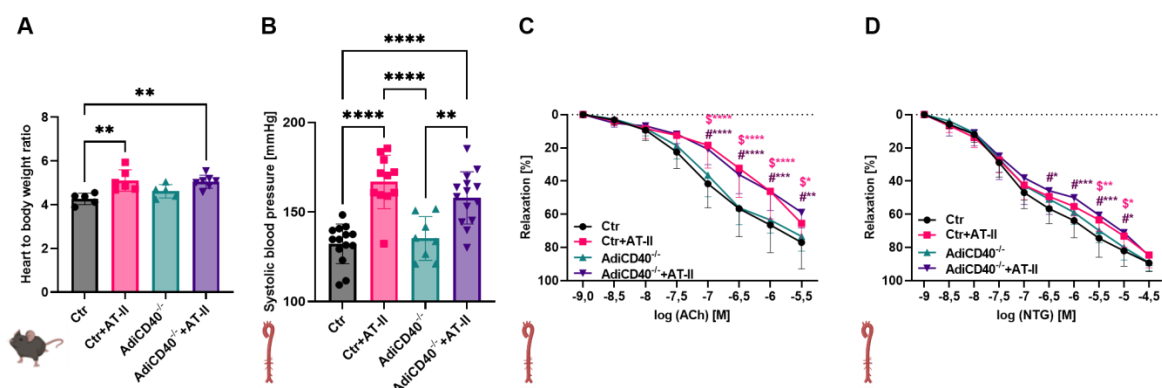 A
Heart to body weight ratio
8
6
4
2
0
**
**
Ctr
Ctr+AT-II
AdiCD40⁻/⁻
AdiCD40⁻/⁻+AT-II
B
Systolic blood pressure [mmHg]
200
150
100
****
****
****
**
Ctr
Ctr+AT-II
AdiCD40⁻/⁻
AdiCD40⁻/⁻+AT-II
C
Relaxation [%]
0
20
40
60
80
100
$****
#****
$****
#****
$****
#***
$*
#**
Ctr
Ctr+AT-II
AdiCD40⁻/⁻
AdiCD40⁻/⁻+AT-II
-9,0 -8,5 -8 -7,5 -7 -6,5 -6 -5,5
log (ACh) [M]
D
Relaxation [%]
0
20
40
60
80
100
#*
#***
$**
#***
$*
#*
Ctr
Ctr+AT-II
AdiCD40⁻/⁻
AdiCD40⁻/⁻+AT-II
-9 -8,5 -8 -7,5 -7 -6,5 -6 -5,5 -5 -4,5
log (NTG) [M]